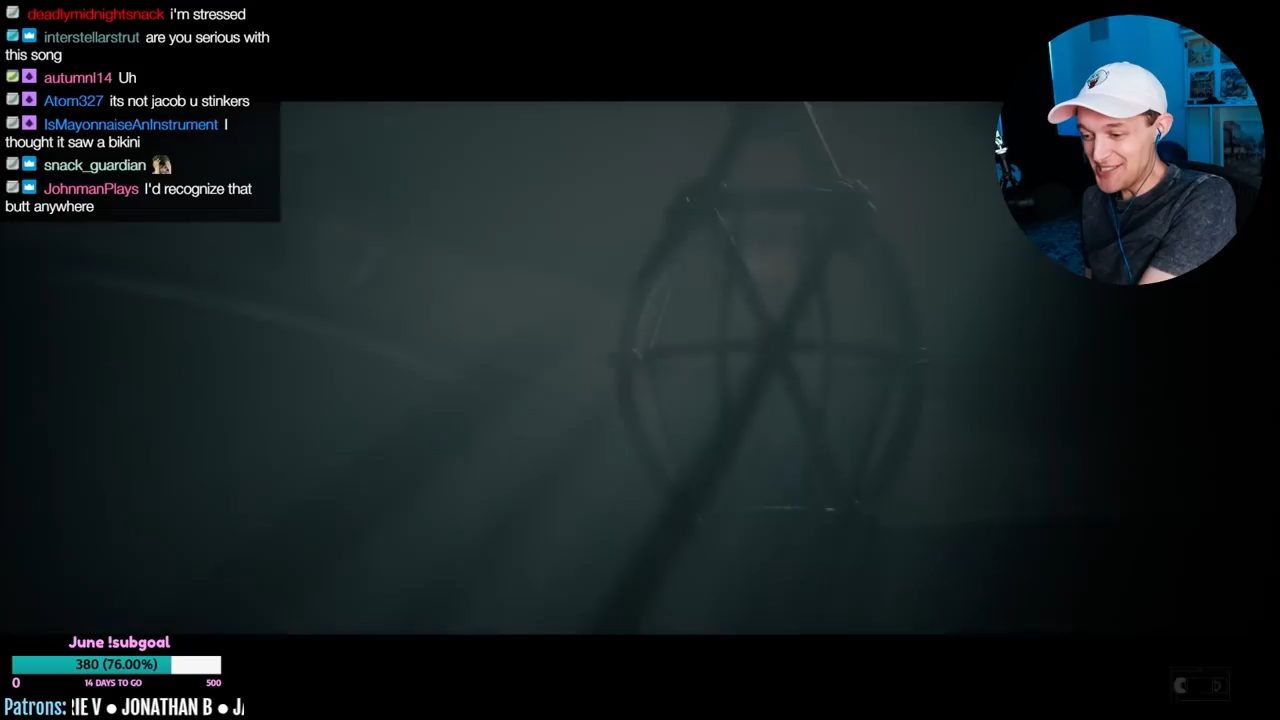 deadlymidnightsnack i'm stressed
interstellarstrut are you serious with
this song
autumnl14 Uh
Atom327 its not jacob u stinkers
IsMayonnaiseAnInstrument I
thought it saw a bikini
snack_guardian
JohnmanPlays I'd recognize that
butt anywhere
June !subgoal
380 (76.00%)
0 14 DAYS TO GO 500
Patrons: RIE V ● JONATHAN B ● JA